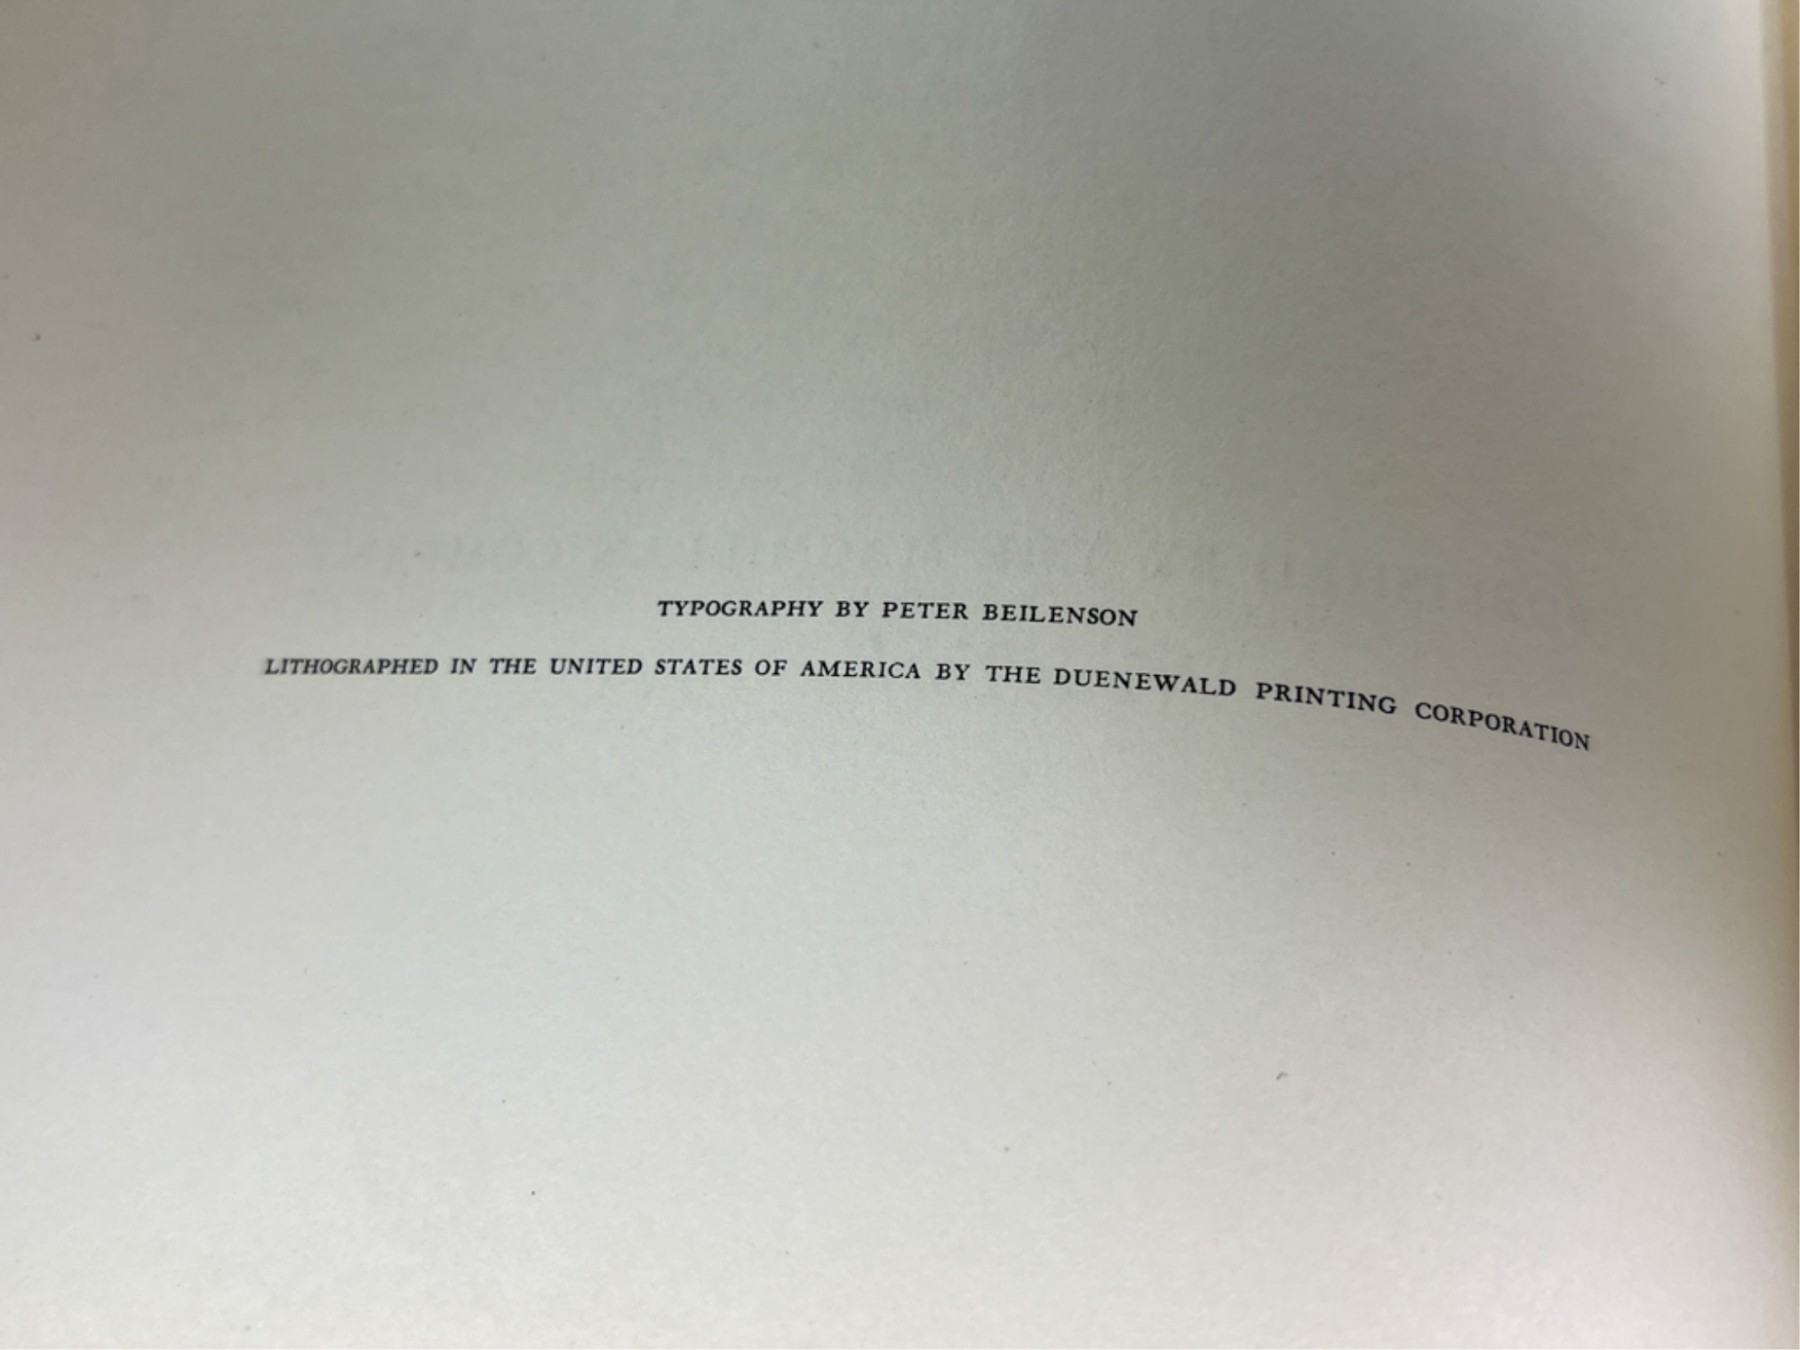 TYPOGRAPHY BY PETER BEILENSON
LITHOGRAPHED IN THE UNITED STATES OF AMERICA BY THE DUENEWALD PRINTING CORPORATION